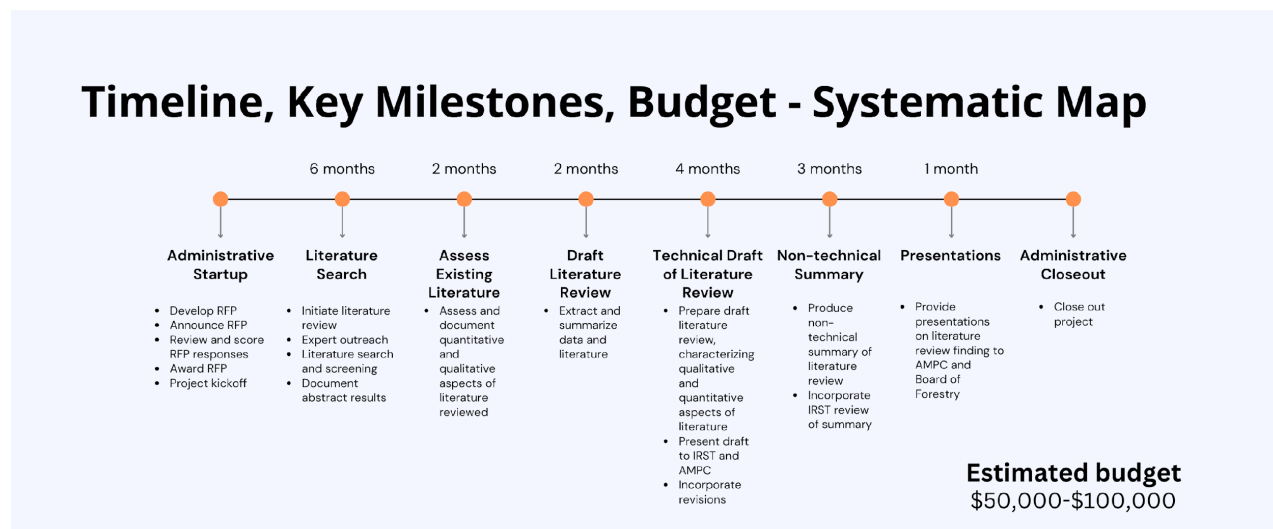 Timeline, Key Milestones, Budget - Systematic Map
6 months
2 months
2 months
4 months
3 months
1 month
Administrative
Startup
• Develop RFP
• Announce RFP
• Review and score
RFP responses
• Award RFP
• Project kickoff
Literature
Search
• Initiate literature
review
• Expert outreach
• Literature search
and screening
• Document
abstract results
Assess
Existing
Literature
• Assess and
document
quantitative
and
qualitative
aspects of
literature
reviewed
Draft
Literature
Review
• Extract and
summarize
data and
literature
Technical Draft
of Literature
Review
• Prepare draft
literature
review,
characterizing
qualitative
and
quantitative
aspects of
literature
• Present draft
to IRST and
AMPC
• Incorporate
revisions
Non-technical
Summary
• Produce
non-
technical
summary of
literature
review
• Incorporate
IRST review
of summary
Presentations
• Provide
presentations
on literature
review finding to
AMPC and
Board of
Forestry
Administrative
Closeout
• Close out
project
Estimated budget
$50,000-$100,000